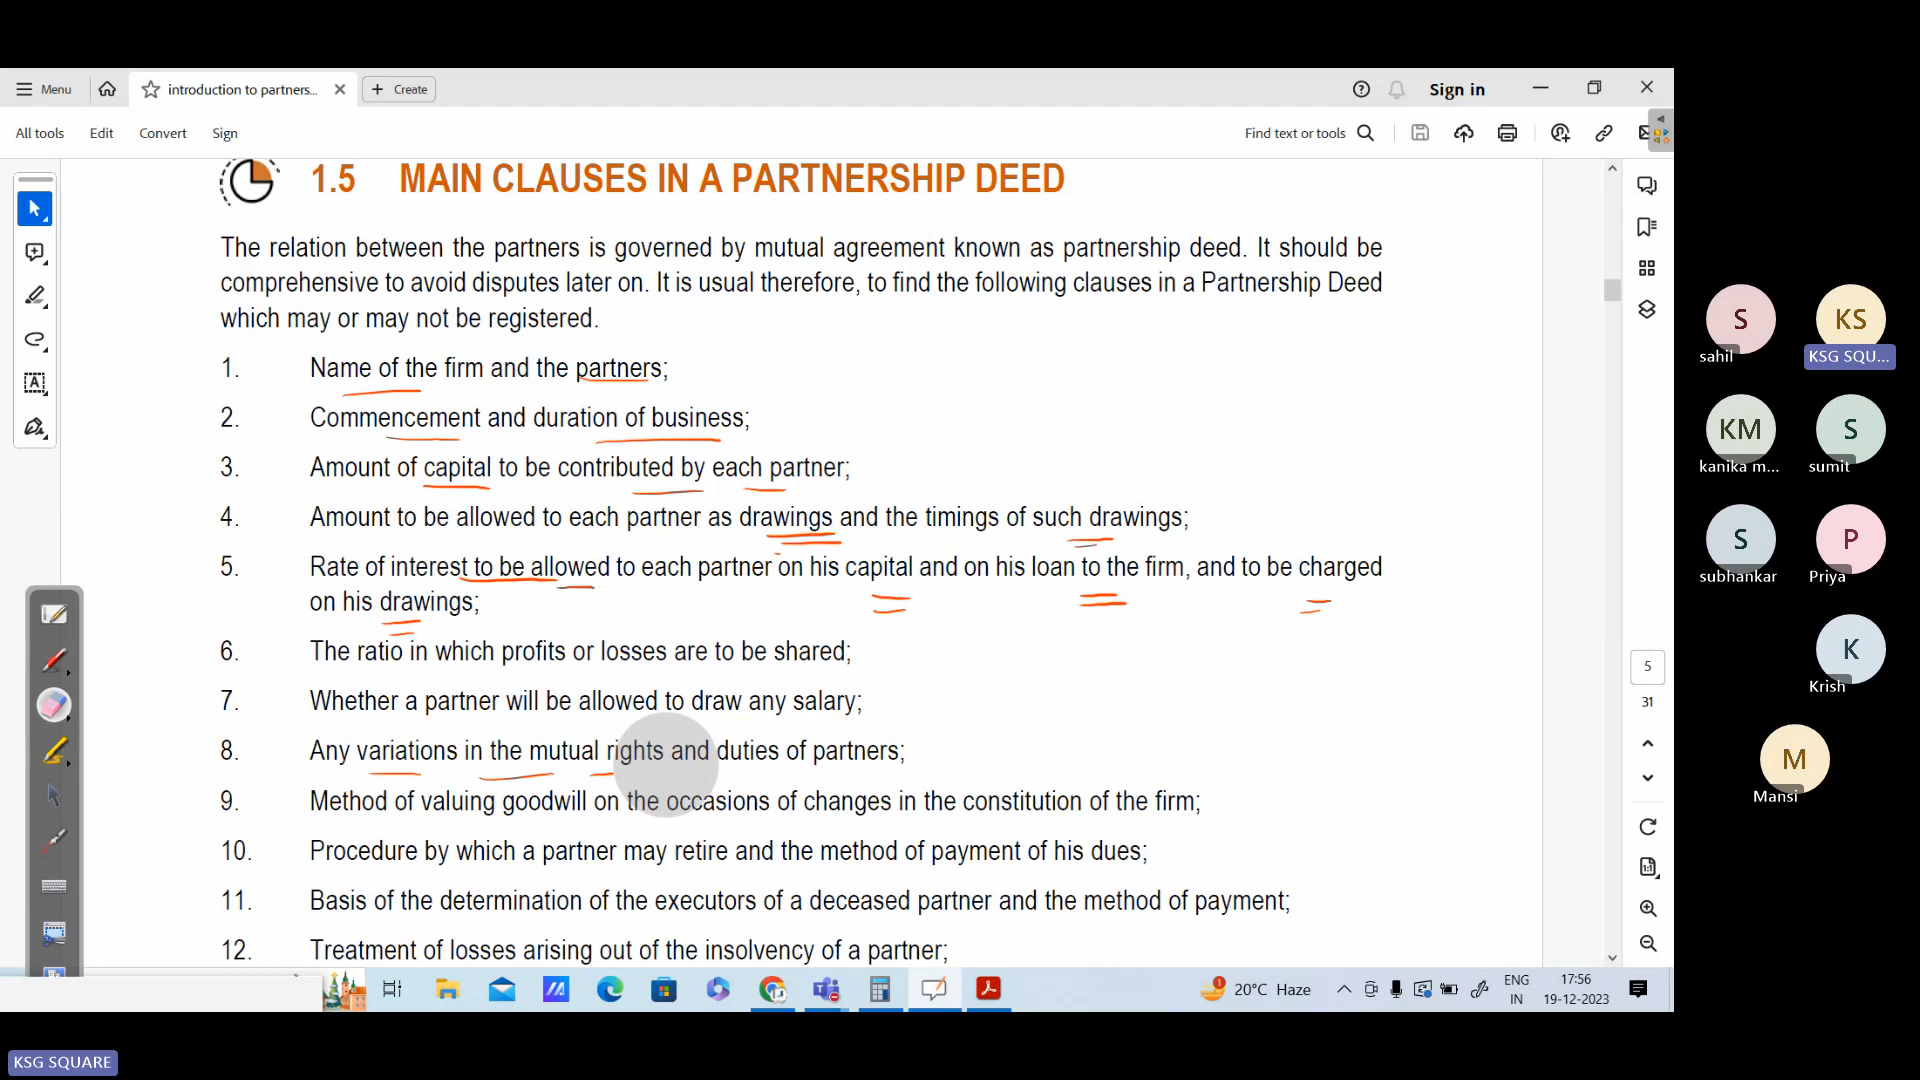 Menu
introduction to partners...
Create
Sign in
All tools
Edit
Convert
Sign
Find text or tools
1.5 MAIN CLAUSES IN A PARTNERSHIP DEED
The relation between the partners is governed by mutual agreement known as partnership deed. It should be
comprehensive to avoid disputes later on. It is usual therefore, to find the following clauses in a Partnership Deed
which may or may not be registered.
1. Name of the firm and the partners;
2. Commencement and duration of business;
3. Amount of capital to be contributed by each partner;
4. Amount to be allowed to each partner as drawings and the timings of such drawings;
5. Rate of interest to be allowed to each partner on his capital and on his loan to the firm, and to be charged
on his drawings;
6. The ratio in which profits or losses are to be shared;
7. Whether a partner will be allowed to draw any salary;
8. Any variations in the mutual rights and duties of partners;
9. Method of valuing goodwill on the occasions of changes in the constitution of the firm;
10. Procedure by which a partner may retire and the method of payment of his dues;
11. Basis of the determination of the executors of a deceased partner and the method of payment;
12. Treatment of losses arising out of the insolvency of a partner;
5
31
1
20°C Haze
ENG
IN
17:56
19-12-2023
S
sahil
KS
KSG SQU...
KM
kanika m...
S
sumit
S
subhankar
P
Priya
K
Krish
M
Mansi
KSG SQUARE